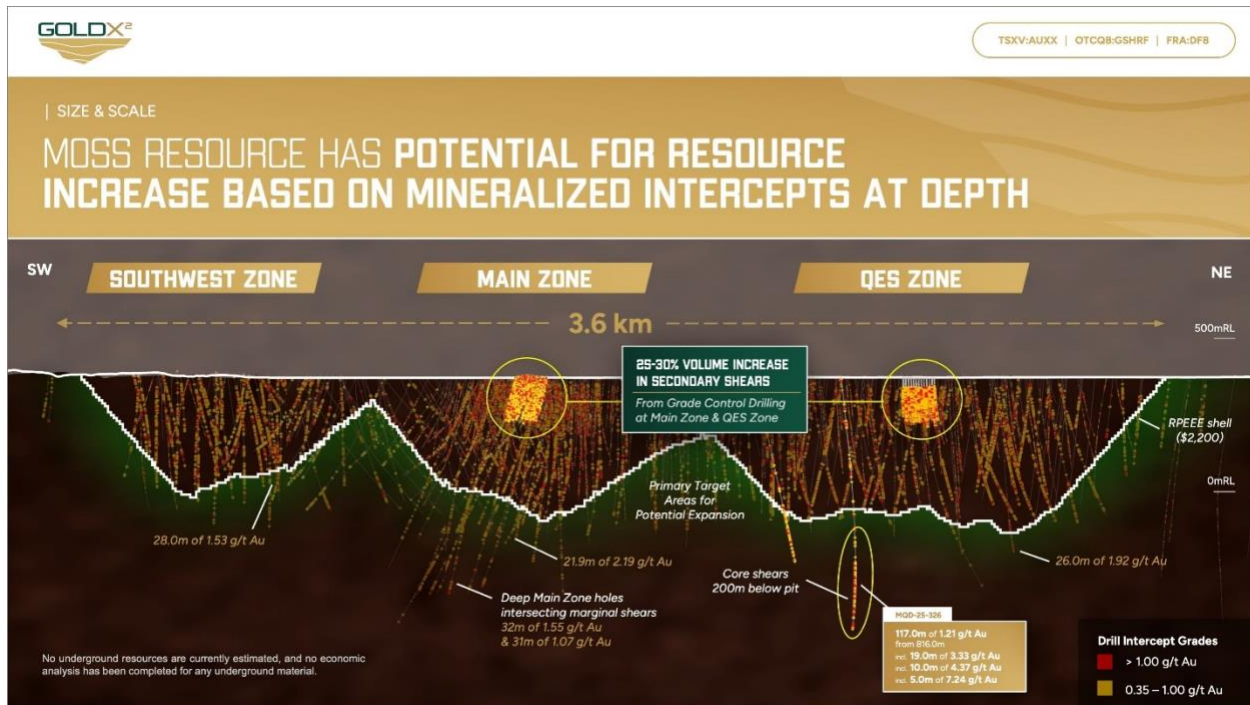 GOLDX2
TSXV:AUXX | OTCQB:GSHRF | FRA:DF8
| SIZE & SCALE
MOSS RESOURCE HAS POTENTIAL FOR RESOURCE
INCREASE BASED ON MINERALIZED INTERCEPTS AT DEPTH
SW
SOUTHWEST ZONE
MAIN ZONE
QES ZONE
NE
3.6 km
500mRL
25-30% VOLUME INCREASE
IN SECONDARY SHEARS
From Grade Control Drilling
at Main Zone & QES Zone
RPEEE shell
($2,200)
0mRL
Primary Target
Areas for
Potential Expansion
28.0m of 1.53 g/t Au
21.9m of 2.19 g/t Au
26.0m of 1.92 g/t Au
Core shears
200m below pit
Deep Main Zone holes
intersecting marginal shears
32m of 1.55 g/t Au
& 31m of 1.07 g/t Au
MQD-25-326
117.0m of 1.21 g/t Au
from 816.0m
incl. 19.0m of 3.33 g/t Au
incl. 10.0m of 4.37 g/t Au
incl. 5.0m of 7.24 g/t Au
No underground resources are currently estimated, and no economic
analysis has been completed for any underground material.
Drill Intercept Grades
> 1.00 g/t Au
0.35 – 1.00 g/t Au